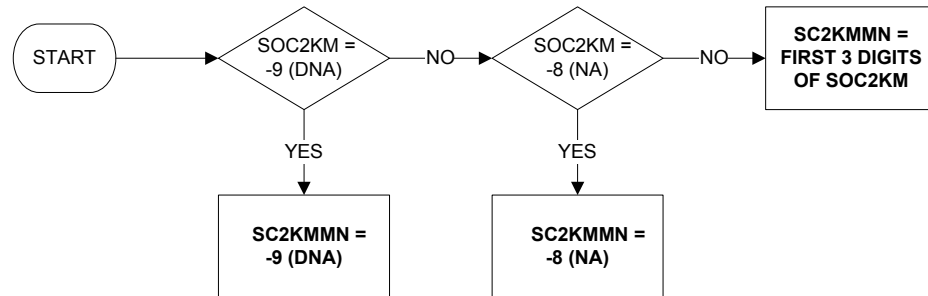 START
SOC2KM =
-9 (DNA)
NO
SOC2KM =
-8 (NA)
NO
SC2KMMN =
FIRST 3 DIGITS
OF SOC2KM
YES
YES
SC2KMMN =
-9 (DNA)
SC2KMMN =
-8 (NA)